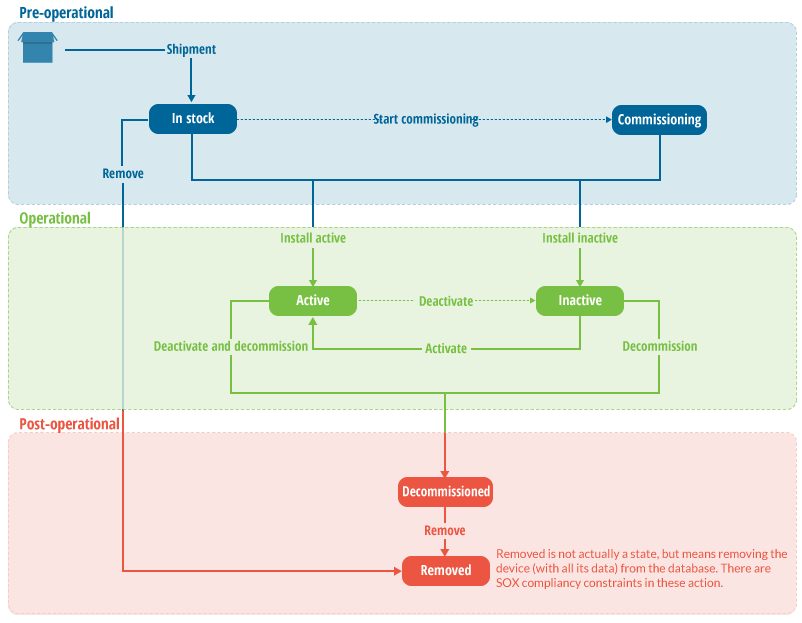 Pre-operational
Shipment
In stock
Start commissioning
Commissioning
Remove
Operational
Install active
Install inactive
Active
Deactivate
Inactive
Deactivate and decommission
Activate
Decommission
Post-operational
Decommissioned
Remove
Removed
Removed is not actually a state, but means removing the
device (with all its data) from the database. There are
SOX compliancy constraints in these action.